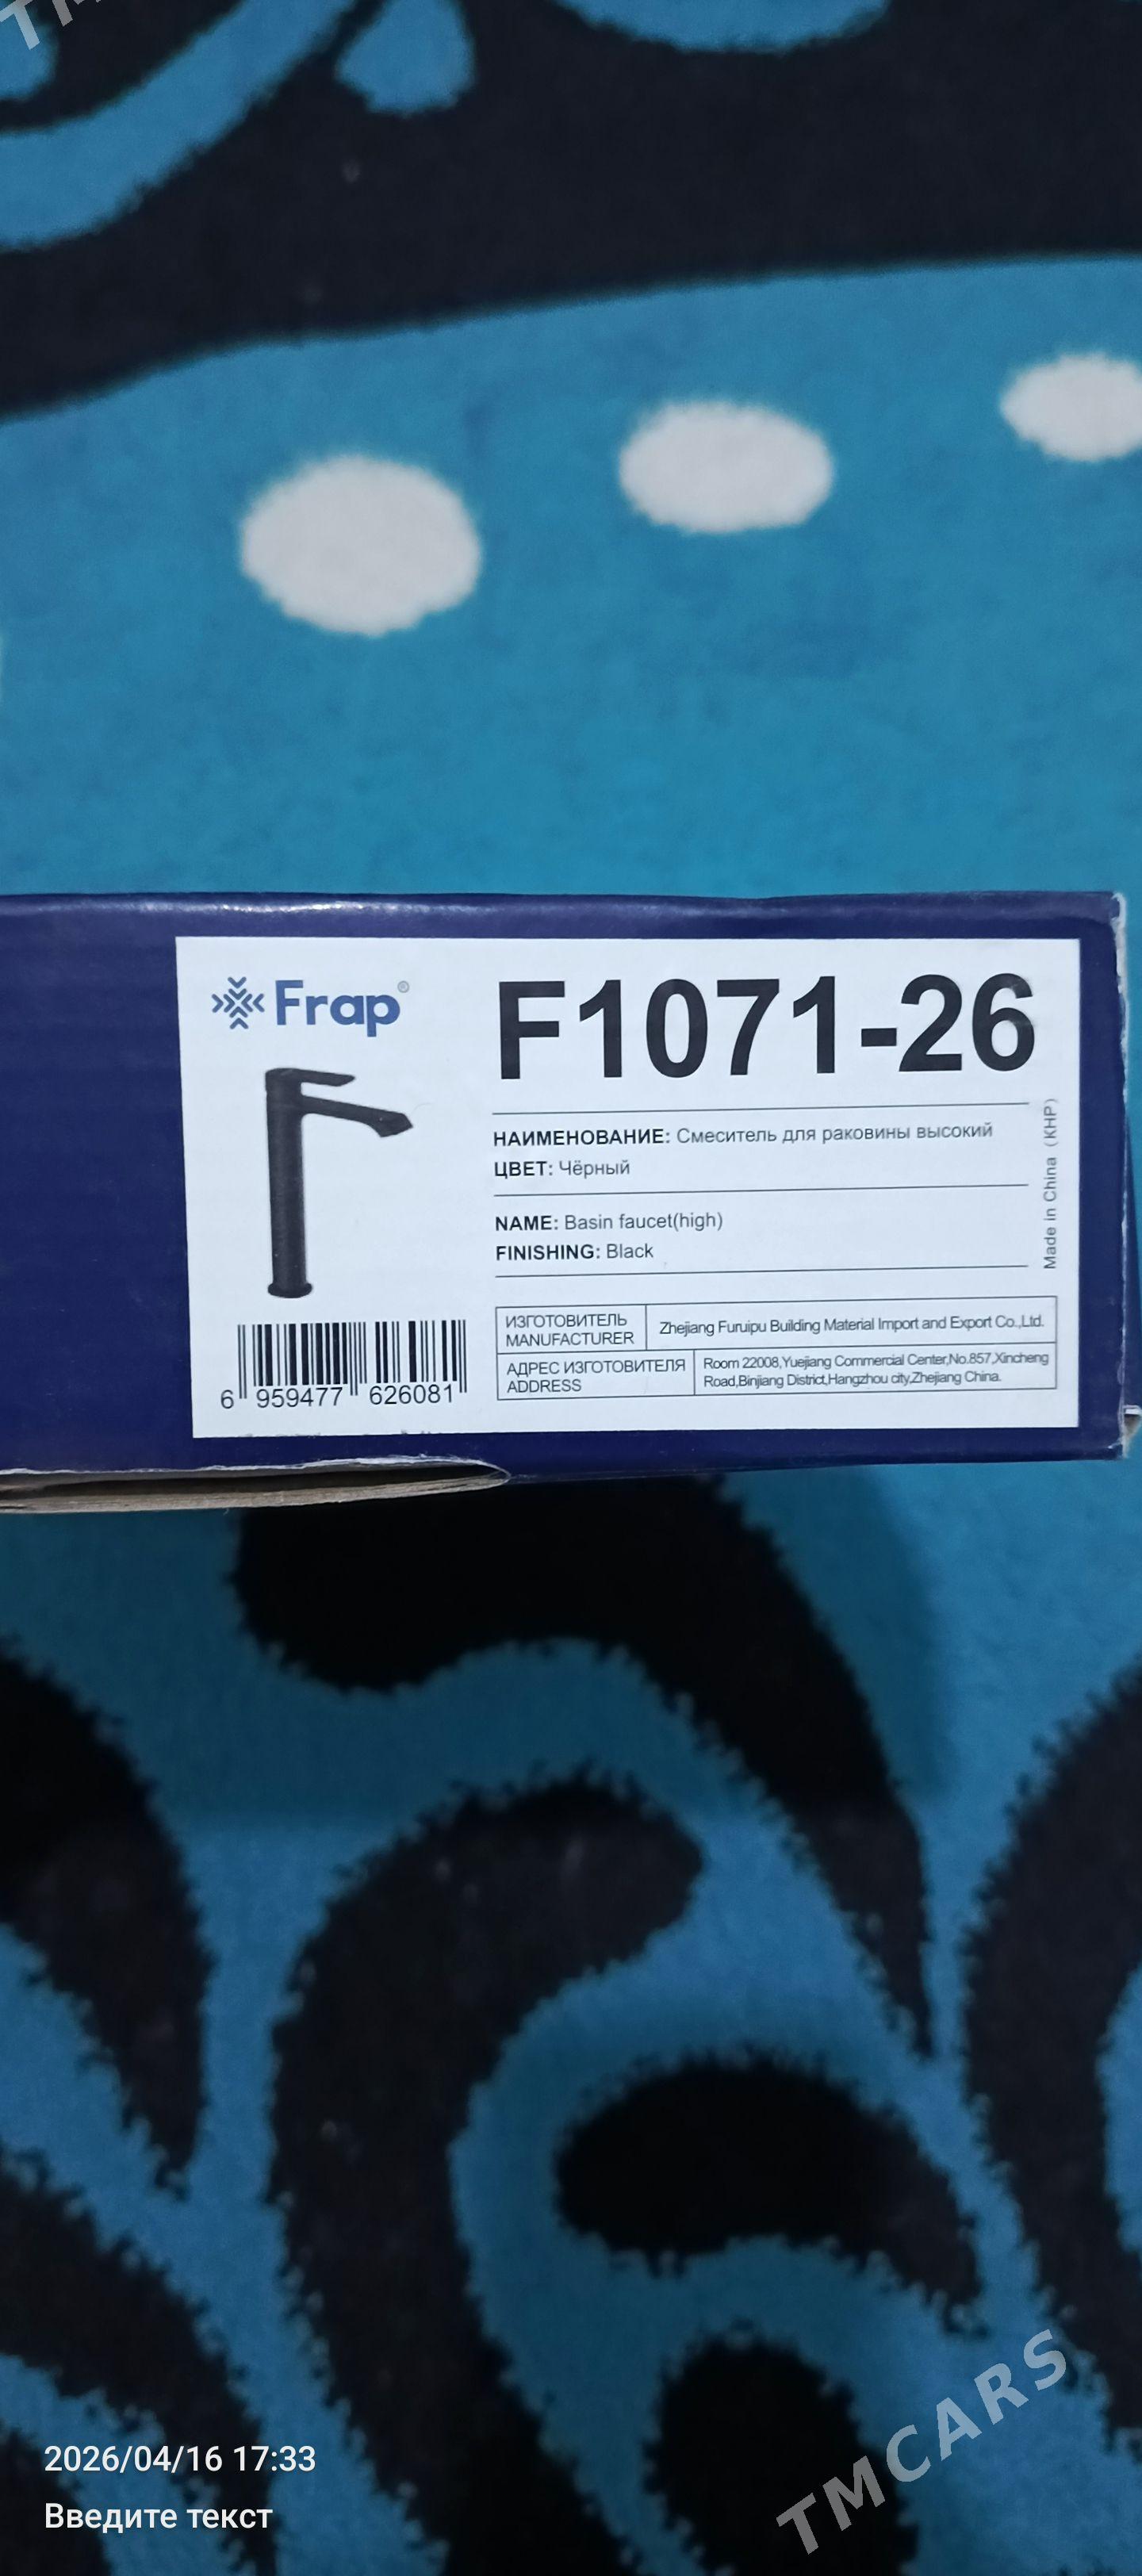 Frap®
F1071-26
НАИМЕНОВАНИЕ: Смеситель для раковины высокий
ЦВЕТ: Чёрный
NAME: Basin faucet(high)
FINISHING: Black
Made in China (КНР)
ИЗГОТОВИТЕЛЬ
MANUFACTURER
Zhejiang Furuipu Building Material Import and Export Co.,Ltd.
АДРЕС ИЗГОТОВИТЕЛЯ
ADDRESS
Room 22008,Yuejiang Commercial Center,No.857,Xincheng
Road,Binjiang District,Hangzhou city,Zhejiang China.
6 959477 626081
2026/04/16 17:33
Введите текст
TMCARS